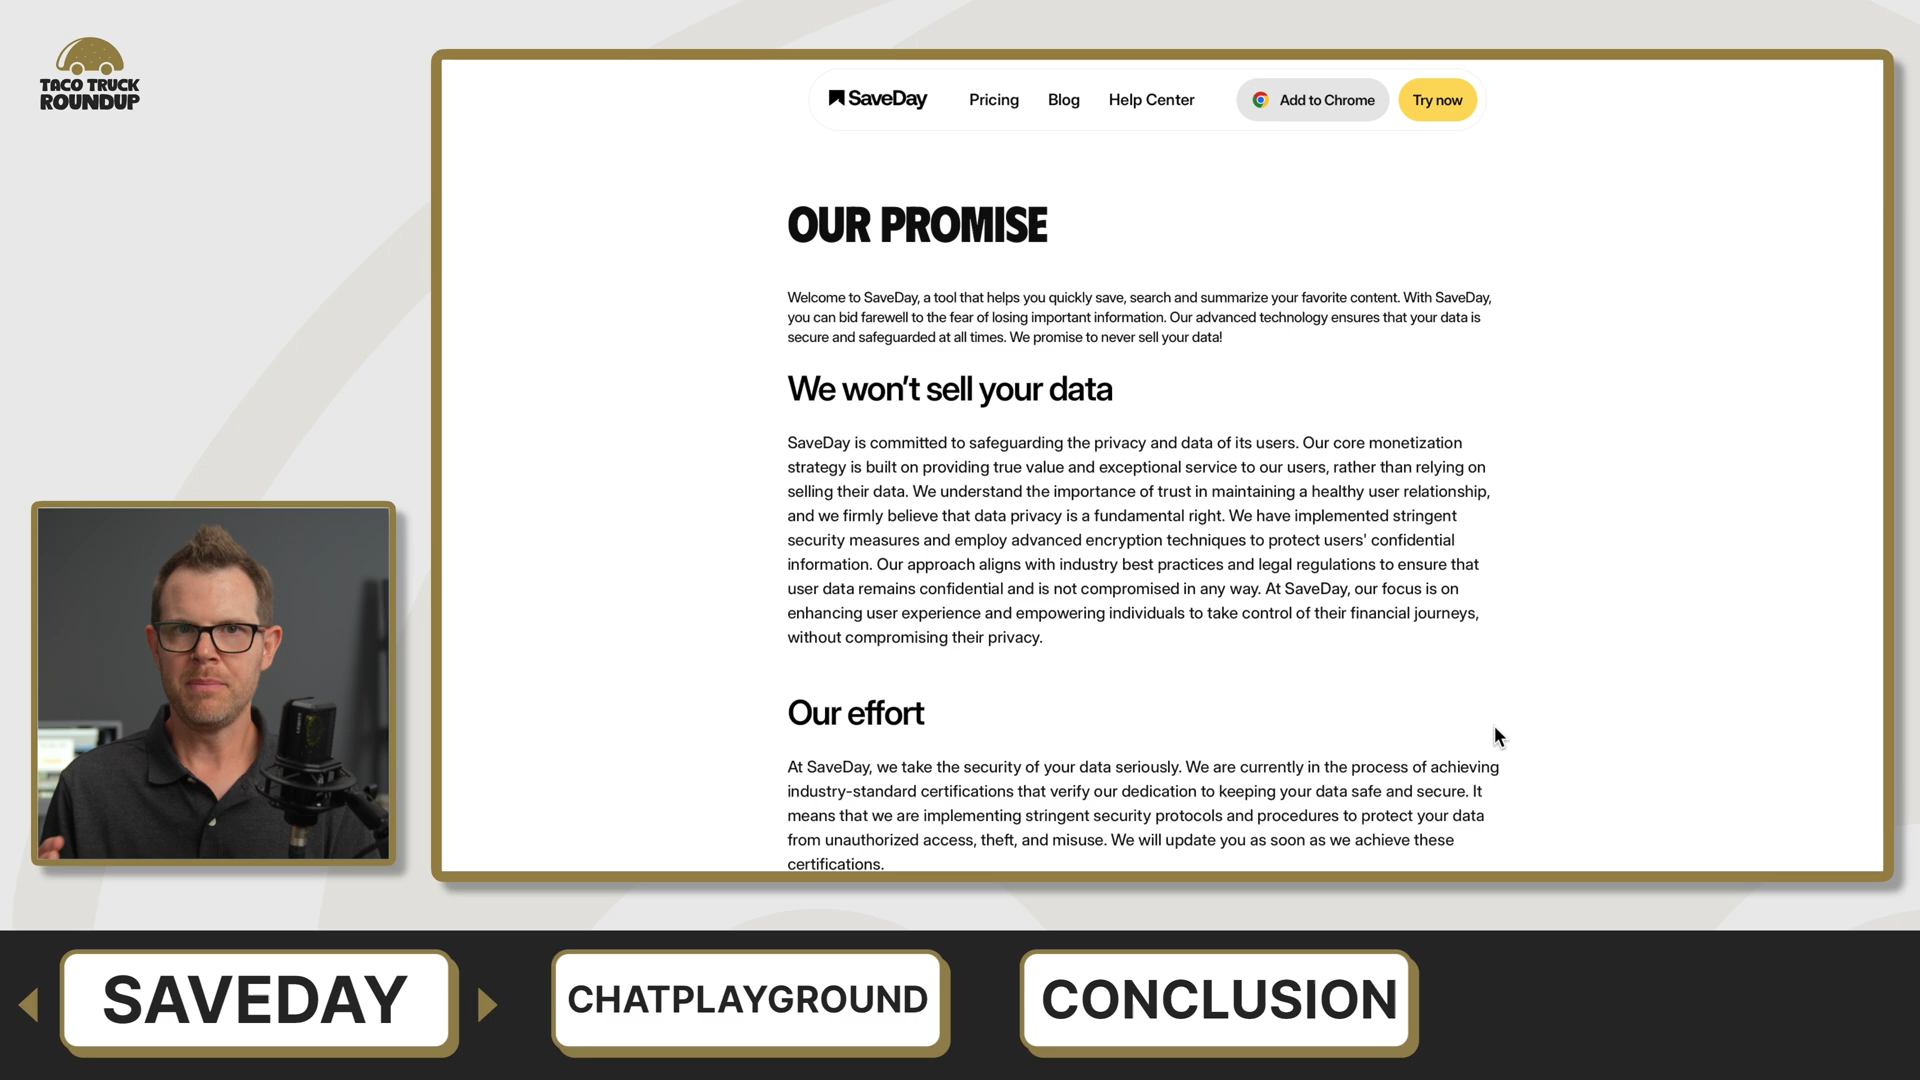 TACO TRUCK
ROUNDUP
SaveDay
Pricing
Blog
Help Center
Add to Chrome
Try now
OUR PROMISE
Welcome to SaveDay, a tool that helps you quickly save, search and summarize your favorite content. With SaveDay,
you can bid farewell to the fear of losing important information. Our advanced technology ensures that your data is
secure and safeguarded at all times. We promise to never sell your data!
We won’t sell your data
SaveDay is committed to safeguarding the privacy and data of its users. Our core monetization
strategy is built on providing true value and exceptional service to our users, rather than relying on
selling their data. We understand the importance of trust in maintaining a healthy user relationship,
and we firmly believe that data privacy is a fundamental right. We have implemented stringent
security measures and employ advanced encryption techniques to protect users' confidential
information. Our approach aligns with industry best practices and legal regulations to ensure that
user data remains confidential and is not compromised in any way. At SaveDay, our focus is on
enhancing user experience and empowering individuals to take control of their financial journeys,
without compromising their privacy.
Our effort
At SaveDay, we take the security of your data seriously. We are currently in the process of achieving
industry-standard certifications that verify our dedication to keeping your data safe and secure. It
means that we are implementing stringent security protocols and procedures to protect your data
from unauthorized access, theft, and misuse. We will update you as soon as we achieve these
certifications.
SAVEDAY
CHATPLAYGROUND
CONCLUSION